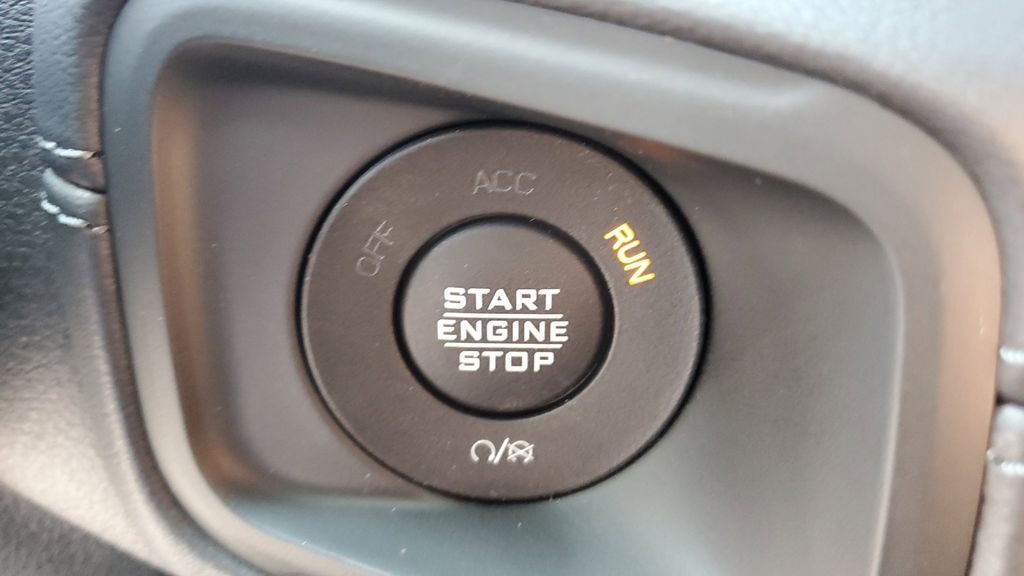 ACC
OFF
RUN
START
ENGINE
STOP